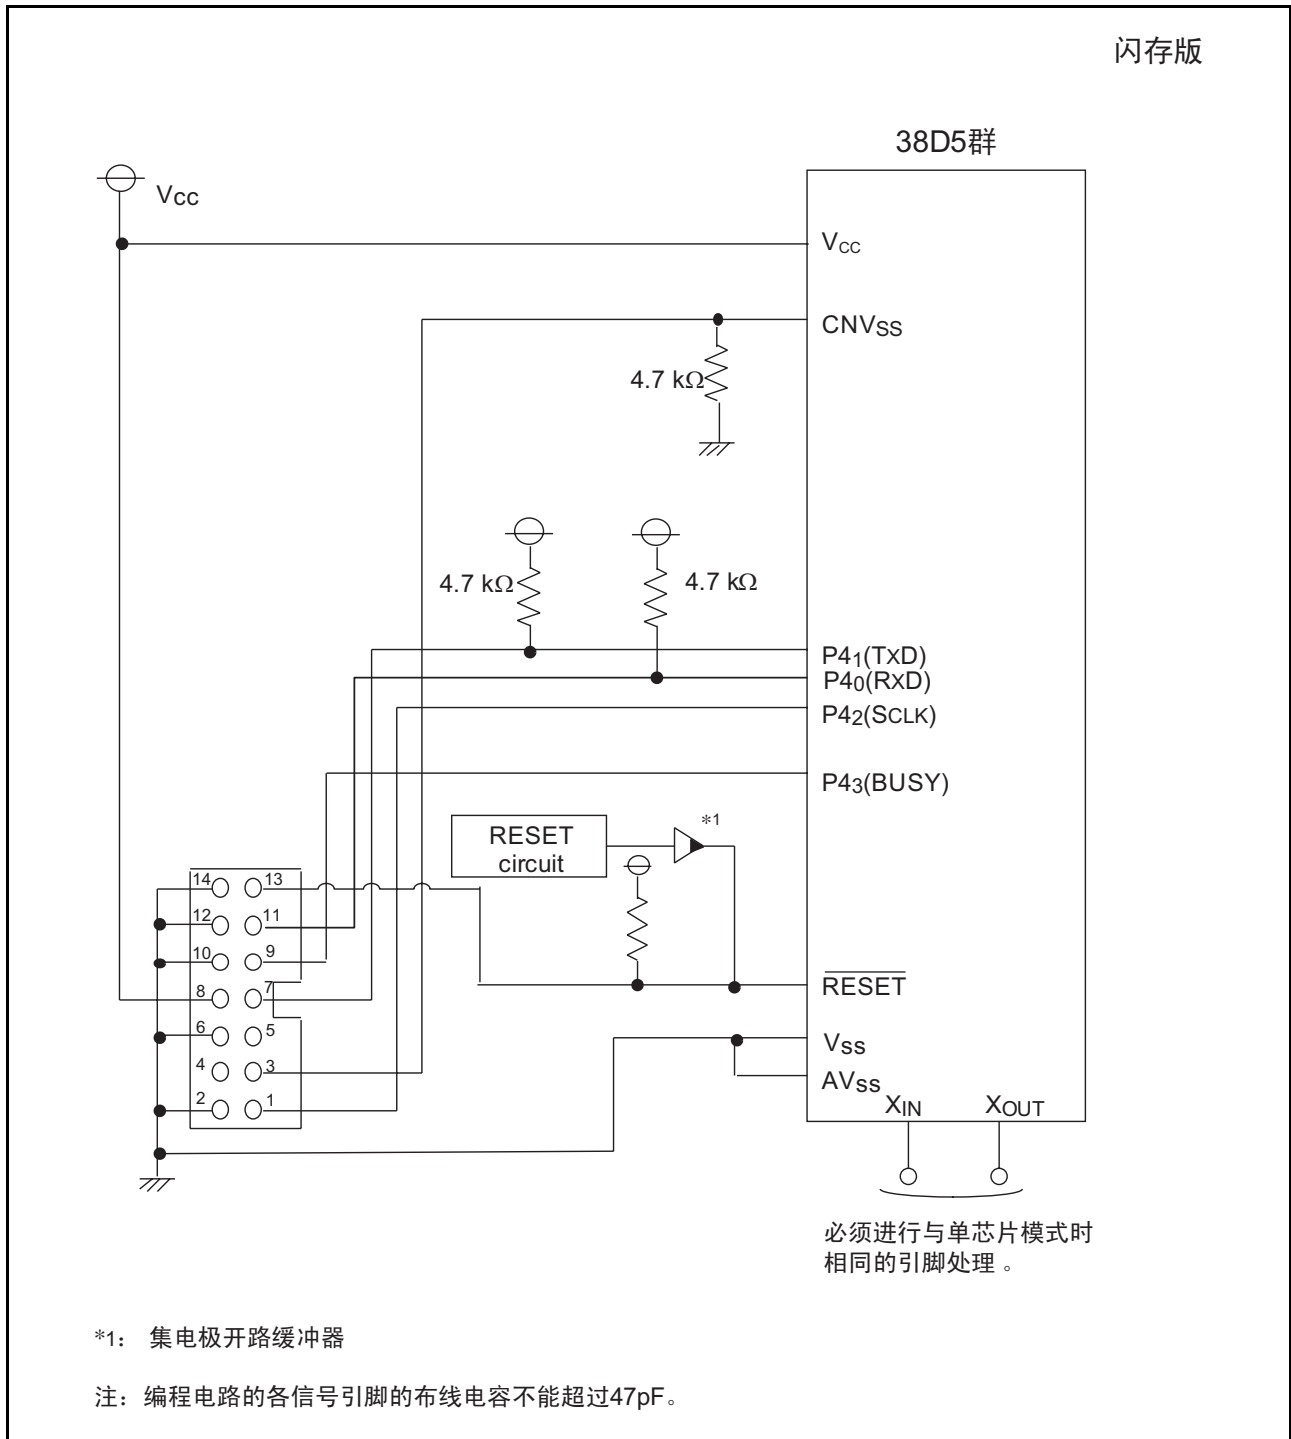 闪存版
38D5群
Vcc
VCC
CNVSS
4.7 kΩ
4.7 kΩ
4.7 kΩ
P41(TxD)
P40(RxD)
P42(SCLK)
P43(BUSY)
RESET
circuit
*1
14 13
12 11
10 9
8 7
6 5
4 3
2 1
RESET
Vss
AVss
XIN XOUT
必须进行与单芯片模式时
相同的引脚处理 。
*1： 集电极开路缓冲器
注：编程电路的各信号引脚的布线电容不能超过47pF。